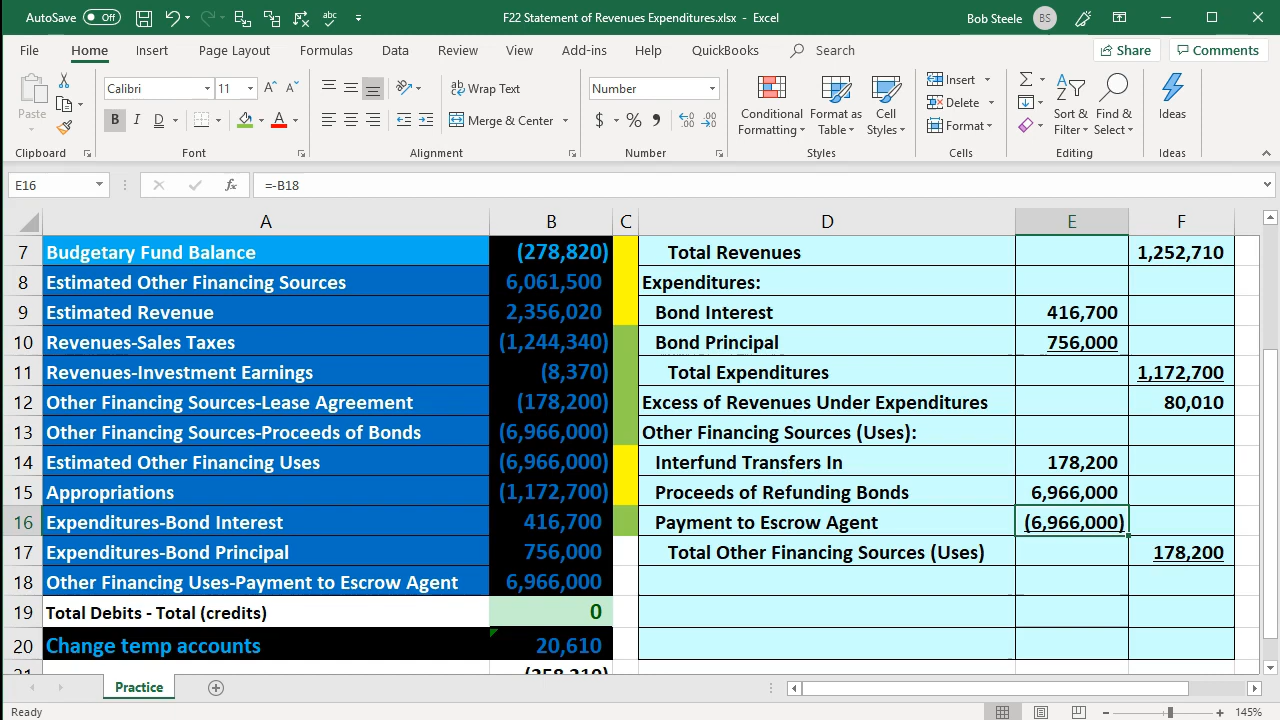 AutoSave Off F22 Statement of Revenues Expenditures.xlsx - Excel Bob Steele BS
File Home Insert Page Layout Formulas Data Review View Add-ins Help QuickBooks Search Share Comments
Paste Calibri 11 A A ab Wrap Text Number Conditional Formatting Format as Table Cell Styles Insert Delete Format Sort & Filter Find & Select Ideas
B I D A Merge & Center $ % ,
Clipboard Font Alignment Number Styles Cells Editing Ideas
E16 fx =-B18
A B C D E F
7 Budgetary Fund Balance (278,820) Total Revenues 1,252,710
8 Estimated Other Financing Sources 6,061,500 Expenditures:
9 Estimated Revenue 2,356,020 Bond Interest 416,700
10 Revenues-Sales Taxes (1,244,340) Bond Principal 756,000
11 Revenues-Investment Earnings (8,370) Total Expenditures 1,172,700
12 Other Financing Sources-Lease Agreement (178,200) Excess of Revenues Under Expenditures 80,010
13 Other Financing Sources-Proceeds of Bonds (6,966,000) Other Financing Sources (Uses):
14 Estimated Other Financing Uses (6,966,000) Interfund Transfers In 178,200
15 Appropriations (1,172,700) Proceeds of Refunding Bonds 6,966,000
16 Expenditures-Bond Interest 416,700 Payment to Escrow Agent (6,966,000)
17 Expenditures-Bond Principal 756,000 Total Other Financing Sources (Uses) 178,200
18 Other Financing Uses-Payment to Escrow Agent 6,966,000
19 Total Debits - Total (credits) 0
20 Change temp accounts 20,610
Practice
Ready 145%